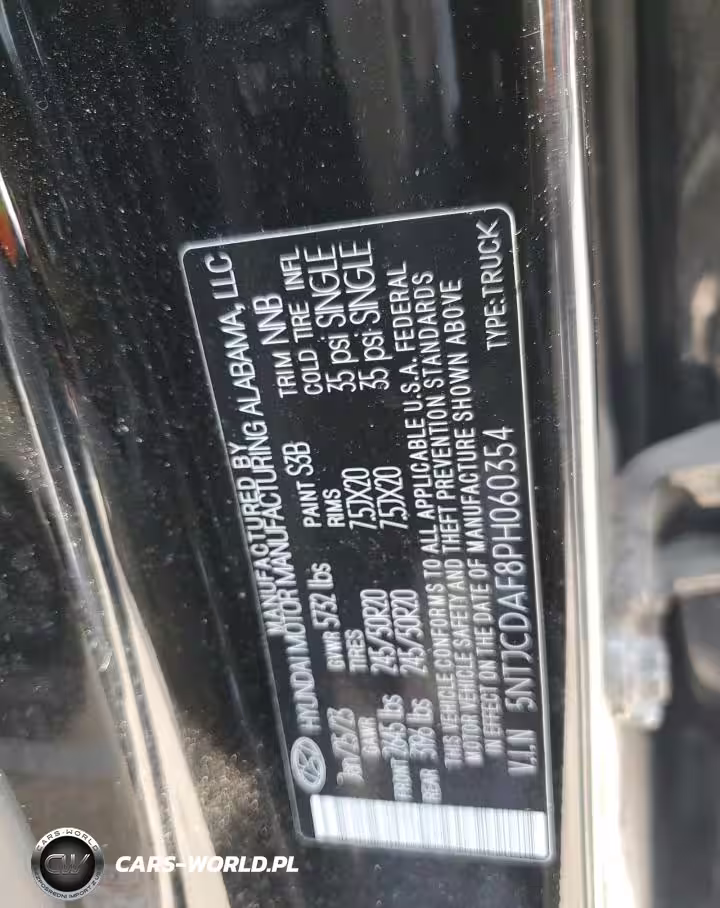 MANUFACTURED BY
HYUNDAI MOTOR MANUFACTURING ALABAMA, LLC
Jan/25/23 GVWR 5732 lbs PAINT S3B TRIM NNB
GAWR TIRES RIMS COLD TIRE INFL
FRONT 2645 lbs 245/50R20 7.5JX20 35 psi SINGLE
REAR lbs 245/50R20 7.5JX20 35 psi SINGLE
THIS VEHICLE CONFORMS TO ALL APPLICABLE U.S.A. FEDERAL
MOTOR VEHICLE SAFETY AND THEFT PREVENTION STANDARDS
IN EFFECT ON THE DATE OF MANUFACTURE SHOWN ABOVE
V.I.N 5NTJCDAF8PH060354 TYPE:TRUCK
CARS-WORLD
CW
CARS-WORLD.PL